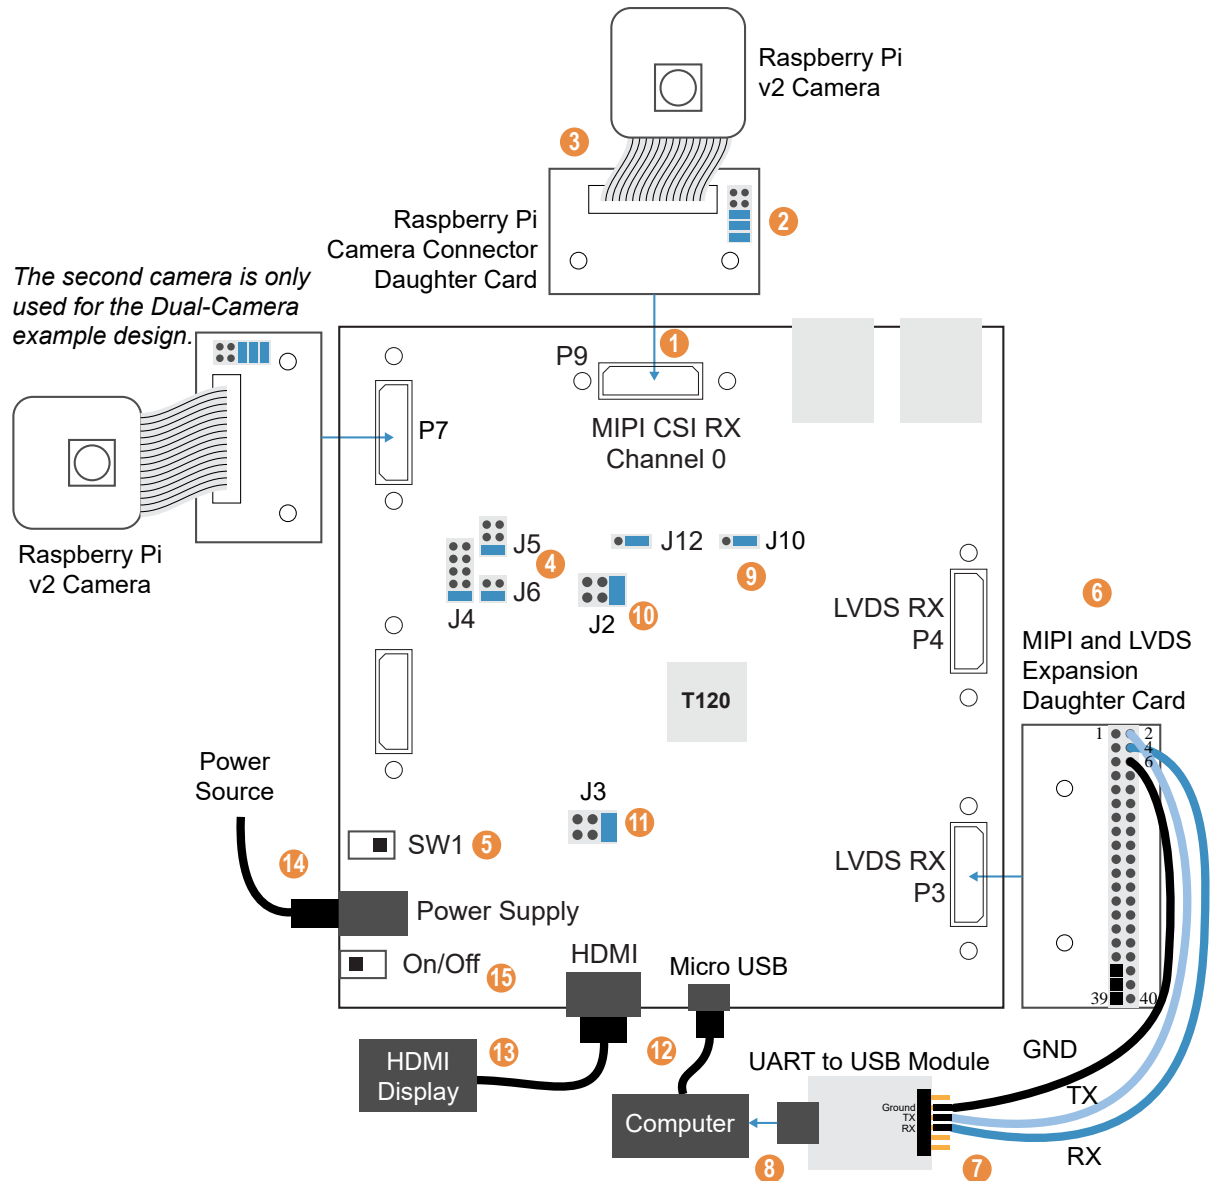 Raspberry Pi
v2 Camera
3
2
Raspberry Pi
Camera Connector
Daughter Card
The second camera is only
used for the Dual-Camera
example design.
1
P9
MIPI CSI RX
Channel 0
P7
Raspberry Pi
v2 Camera
J5
4
J6
J4
J12
J10
9
J2
10
LVDS RX
P4
6
MIPI and LVDS
Expansion
Daughter Card
T120
1
2
4
6
39
40
Power
Source
J3
11
SW1
5
14
LVDS RX
P3
Power Supply
On/Off
15
HDMI
Micro USB
13
12
HDMI
Display
UART to USB Module
GND
TX
RX
Computer
Ground
TX
RX
8
7